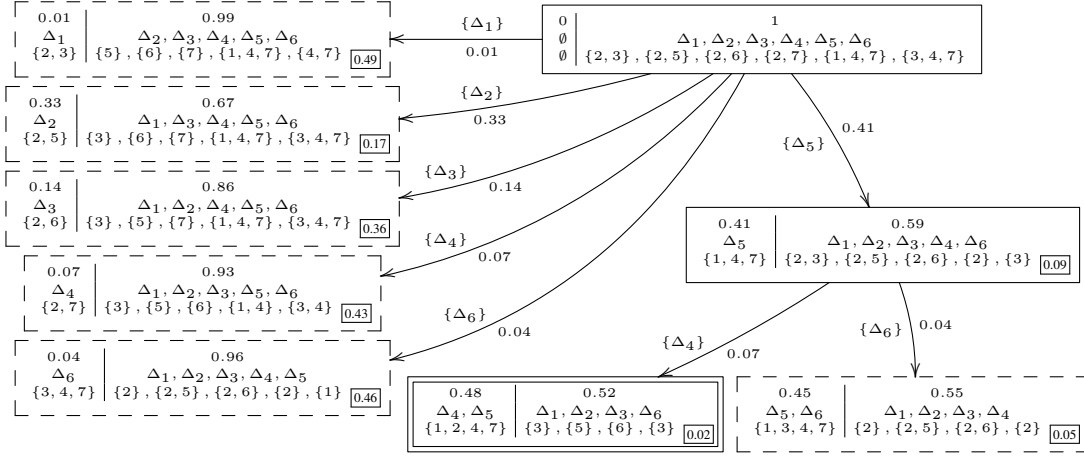 0 1
∅ Δ1, Δ2, Δ3, Δ4, Δ5, Δ6
∅ {2, 3} , {2, 5} , {2, 6} , {2, 7} , {1, 4, 7} , {3, 4, 7}
{Δ1}
0.01
0.01 0.99
Δ1 Δ2, Δ3, Δ4, Δ5, Δ6
{2, 3} {5} , {6} , {7} , {1, 4, 7} , {4, 7}
0.49
{Δ2}
0.33
0.33 0.67
Δ2 Δ1, Δ3, Δ4, Δ5, Δ6
{2, 5} {3} , {6} , {7} , {1, 4, 7} , {3, 4, 7}
0.17
{Δ3}
0.14
0.14 0.86
Δ3 Δ1, Δ2, Δ4, Δ5, Δ6
{2, 6} {3} , {5} , {7} , {1, 4, 7} , {3, 4, 7}
0.36
{Δ4}
0.07
0.07 0.93
Δ4 Δ1, Δ2, Δ3, Δ5, Δ6
{2, 7} {3} , {5} , {6} , {1, 4} , {3, 4}
0.43
{Δ6}
0.04
0.04 0.96
Δ6 Δ1, Δ2, Δ3, Δ4, Δ5
{3, 4, 7} {2} , {2, 5} , {2, 6} , {2} , {1}
0.46
{Δ5}
0.41
0.41 0.59
Δ5 Δ1, Δ2, Δ3, Δ4, Δ6
{1, 4, 7} {2, 3} , {2, 5} , {2, 6} , {2} , {3}
0.09
{Δ4}
0.07
0.48 0.52
Δ4, Δ5 Δ1, Δ2, Δ3, Δ6
{1, 2, 4, 7} {3} , {5} , {6} , {3}
0.02
{Δ6}
0.04
0.45 0.55
Δ5, Δ6 Δ1, Δ2, Δ3, Δ4
{1, 3, 4, 7} {2} , {2, 5} , {2, 6} , {2}
0.05